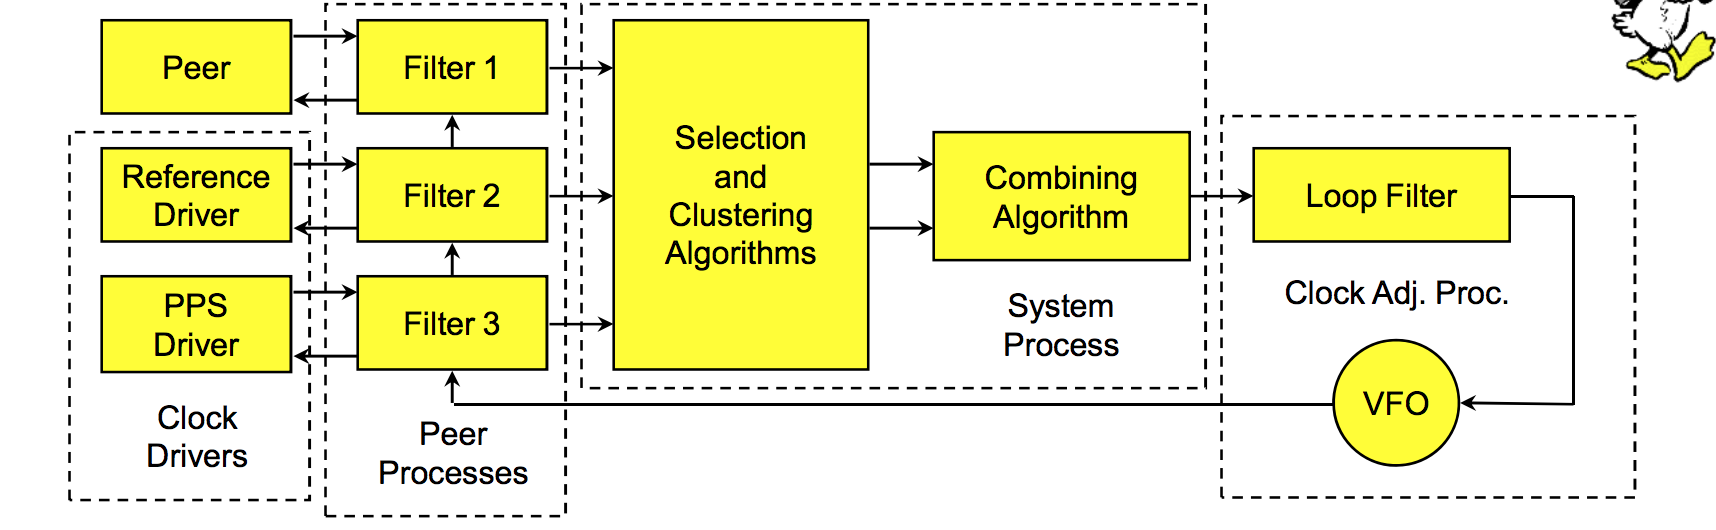 Peer
Filter 1
Reference
Driver
Filter 2
PPS
Driver
Filter 3
Clock
Drivers
Peer
Processes
Selection
and
Clustering
Algorithms
Combining
Algorithm
System
Process
Loop Filter
Clock Adj. Proc.
VFO